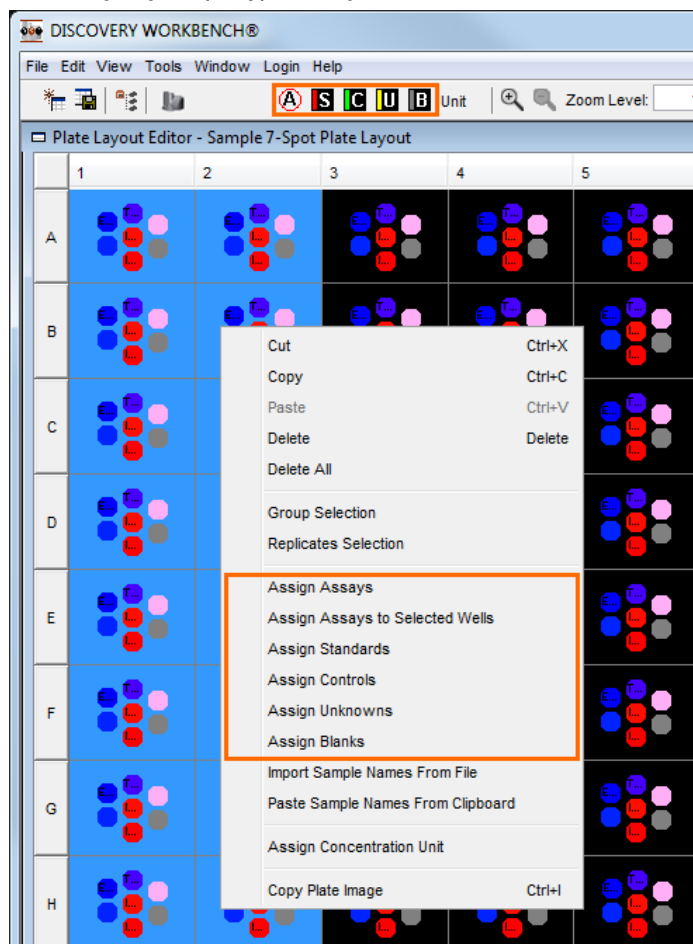 DISCOVERY WORKBENCH®
File Edit View Tools Window Login Help
A S C U B Unit Zoom Level:
Plate Layout Editor - Sample 7-Spot Plate Layout
1 2 3 4 5
A
B
C
D
E
F
G
H
T...
E...
I...
I...
Cut Ctrl+X
Copy Ctrl+C
Paste Ctrl+V
Delete Delete
Delete All
Group Selection
Replicates Selection
Assign Assays
Assign Assays to Selected Wells
Assign Standards
Assign Controls
Assign Unknowns
Assign Blanks
Import Sample Names From File
Paste Sample Names From Clipboard
Assign Concentration Unit
Copy Plate Image Ctrl+I